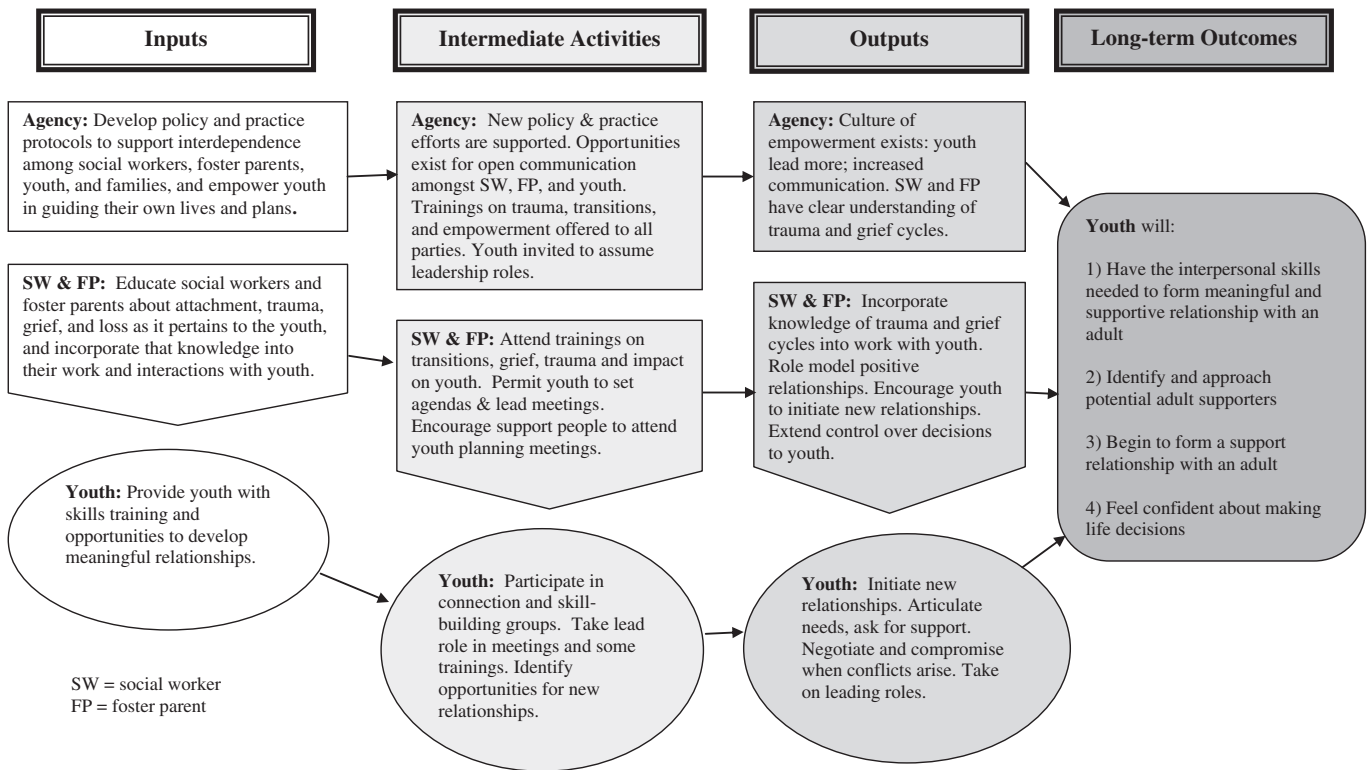 Inputs
Intermediate Activities
Outputs
Long-term Outcomes
Agency: Develop policy and practice
protocols to support interdependence
among social workers, foster parents,
youth, and families, and empower youth
in guiding their own lives and plans.
SW & FP: Educate social workers and
foster parents about attachment, trauma,
grief, and loss as it pertains to the youth,
and incorporate that knowledge into
their work and interactions with youth.
Youth: Provide youth with
skills training and
opportunities to develop
meaningful relationships.
SW = social worker
FP = foster parent
Agency: New policy & practice
efforts are supported. Opportunities
exist for open communication
amongst SW, FP, and youth.
Trainings on trauma, transitions,
and empowerment offered to all
parties. Youth invited to assume
leadership roles.
SW & FP: Attend trainings on
transitions, grief, trauma and impact
on youth. Permit youth to set
agendas & lead meetings.
Encourage support people to attend
youth planning meetings.
Youth: Participate in
connection and skill-
building groups. Take lead
role in meetings and some
trainings. Identify
opportunities for new
relationships.
Agency: Culture of
empowerment exists: youth
lead more; increased
communication. SW and FP
have clear understanding of
trauma and grief cycles.
SW & FP: Incorporate
knowledge of trauma and grief
cycles into work with youth.
Role model positive
relationships. Encourage youth
to initiate new relationships.
Extend control over decisions
to youth.
Youth: Initiate new
relationships. Articulate
needs, ask for support.
Negotiate and compromise
when conflicts arise. Take
on leading roles.
Youth will:
1) Have the interpersonal skills
needed to form meaningful and
supportive relationship with an
adult
2) Identify and approach
potential adult supporters
3) Begin to form a support
relationship with an adult
4) Feel confident about making
life decisions